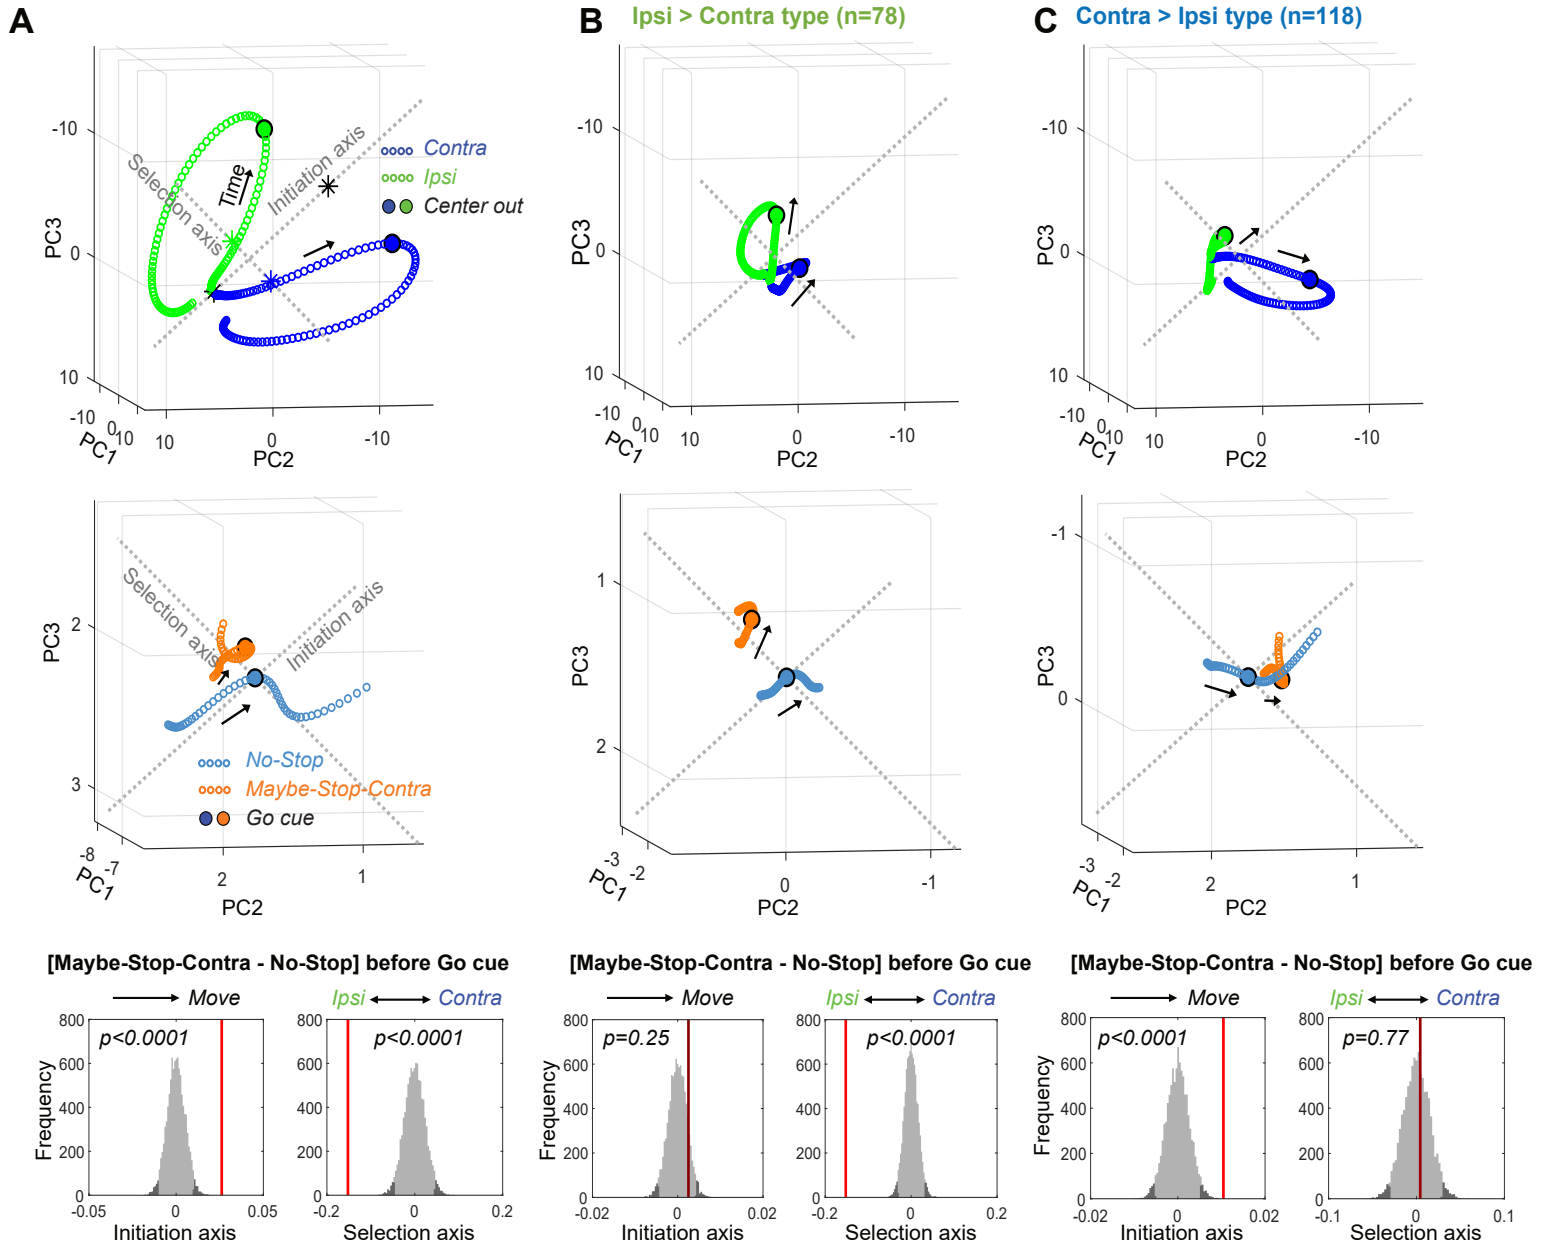 A
B
Ipsi > Contra type (n=78)
C
Contra > Ipsi type (n=118)
-10
0
10
PC3
-10
0
10
PC1
10
0
-10
PC2
Selection axis
Time
Initiation axis
Contra
Ipsi
Center out
-10
0
10
PC3
-10
0
10
PC1
10
0
-10
PC2
-10
0
10
PC3
-10
0
10
PC1
10
0
-10
PC2
2
3
PC3
-8
-7
PC1
2
1
PC2
Selection axis
Initiation axis
No-Stop
Maybe-Stop-Contra
Go cue
1
2
PC3
-3
-2
PC1
0
-1
PC2
-1
0
PC3
-3
-2
PC1
2
1
PC2
[Maybe-Stop-Contra - No-Stop] before Go cue
Move
Ipsi
Contra
800
600
400
200
0
Frequency
p<0.0001
-0.05
0
0.05
Initiation axis
800
600
400
200
0
p<0.0001
-0.2
0
0.2
Selection axis
[Maybe-Stop-Contra - No-Stop] before Go cue
Move
Ipsi
Contra
800
600
400
200
0
Frequency
p=0.25
-0.02
0
0.02
Initiation axis
800
600
400
200
0
p<0.0001
-0.2
0
0.2
Selection axis
[Maybe-Stop-Contra - No-Stop] before Go cue
Move
Ipsi
Contra
800
600
400
200
0
Frequency
p<0.0001
-0.02
0
0.02
Initiation axis
800
600
400
200
0
p=0.77
-0.1
0
0.1
Selection axis